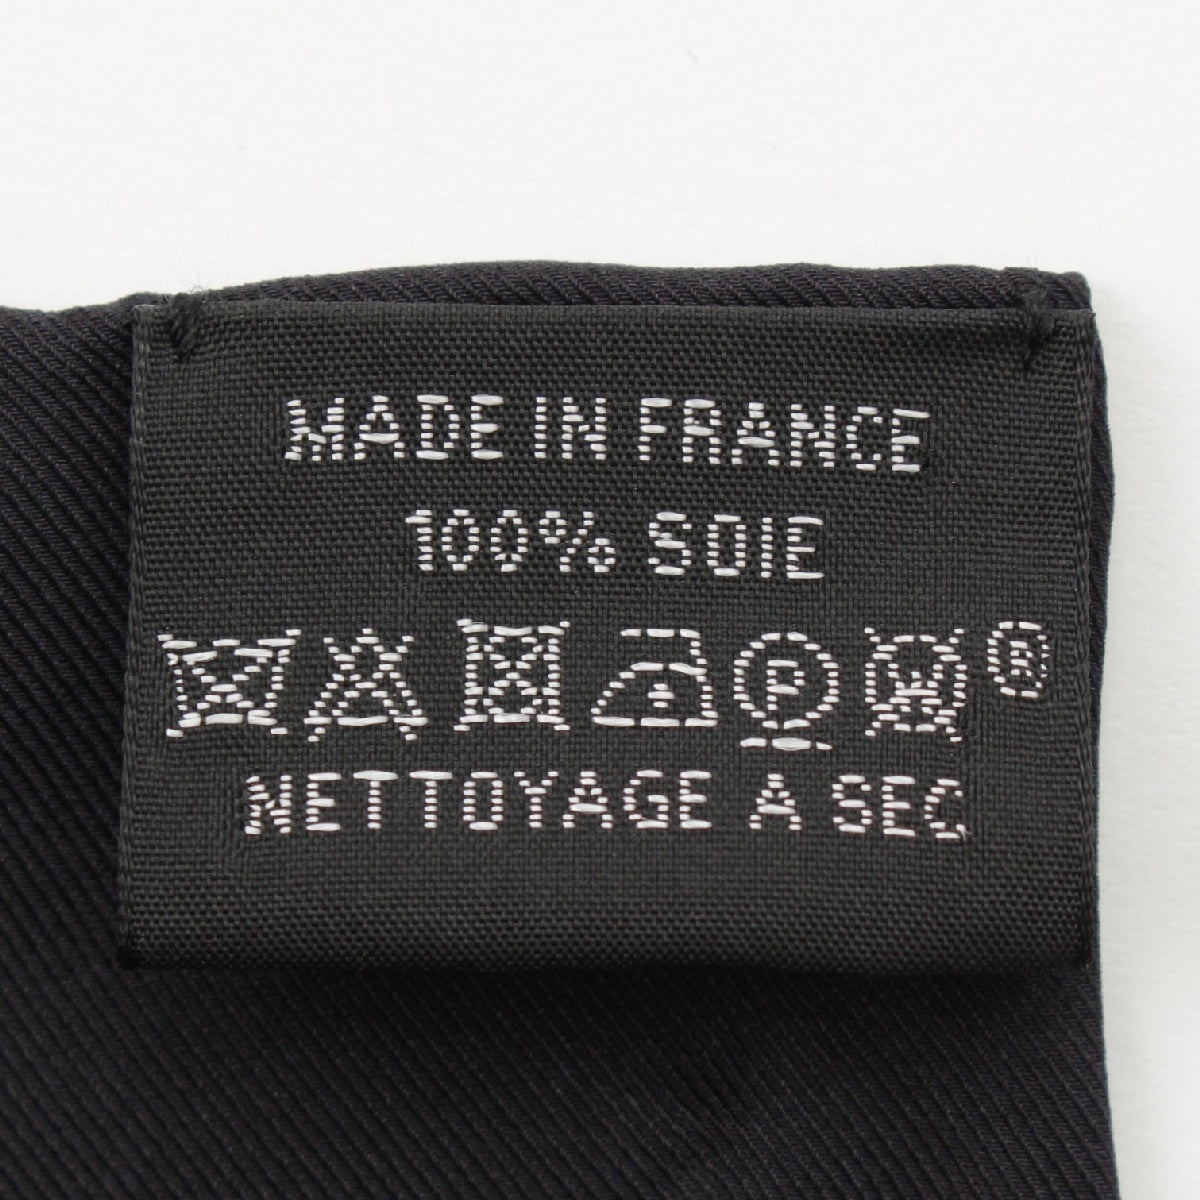 MADE IN FRANCE
100% SOIE
P W ®
NETTOYAGE A SEC